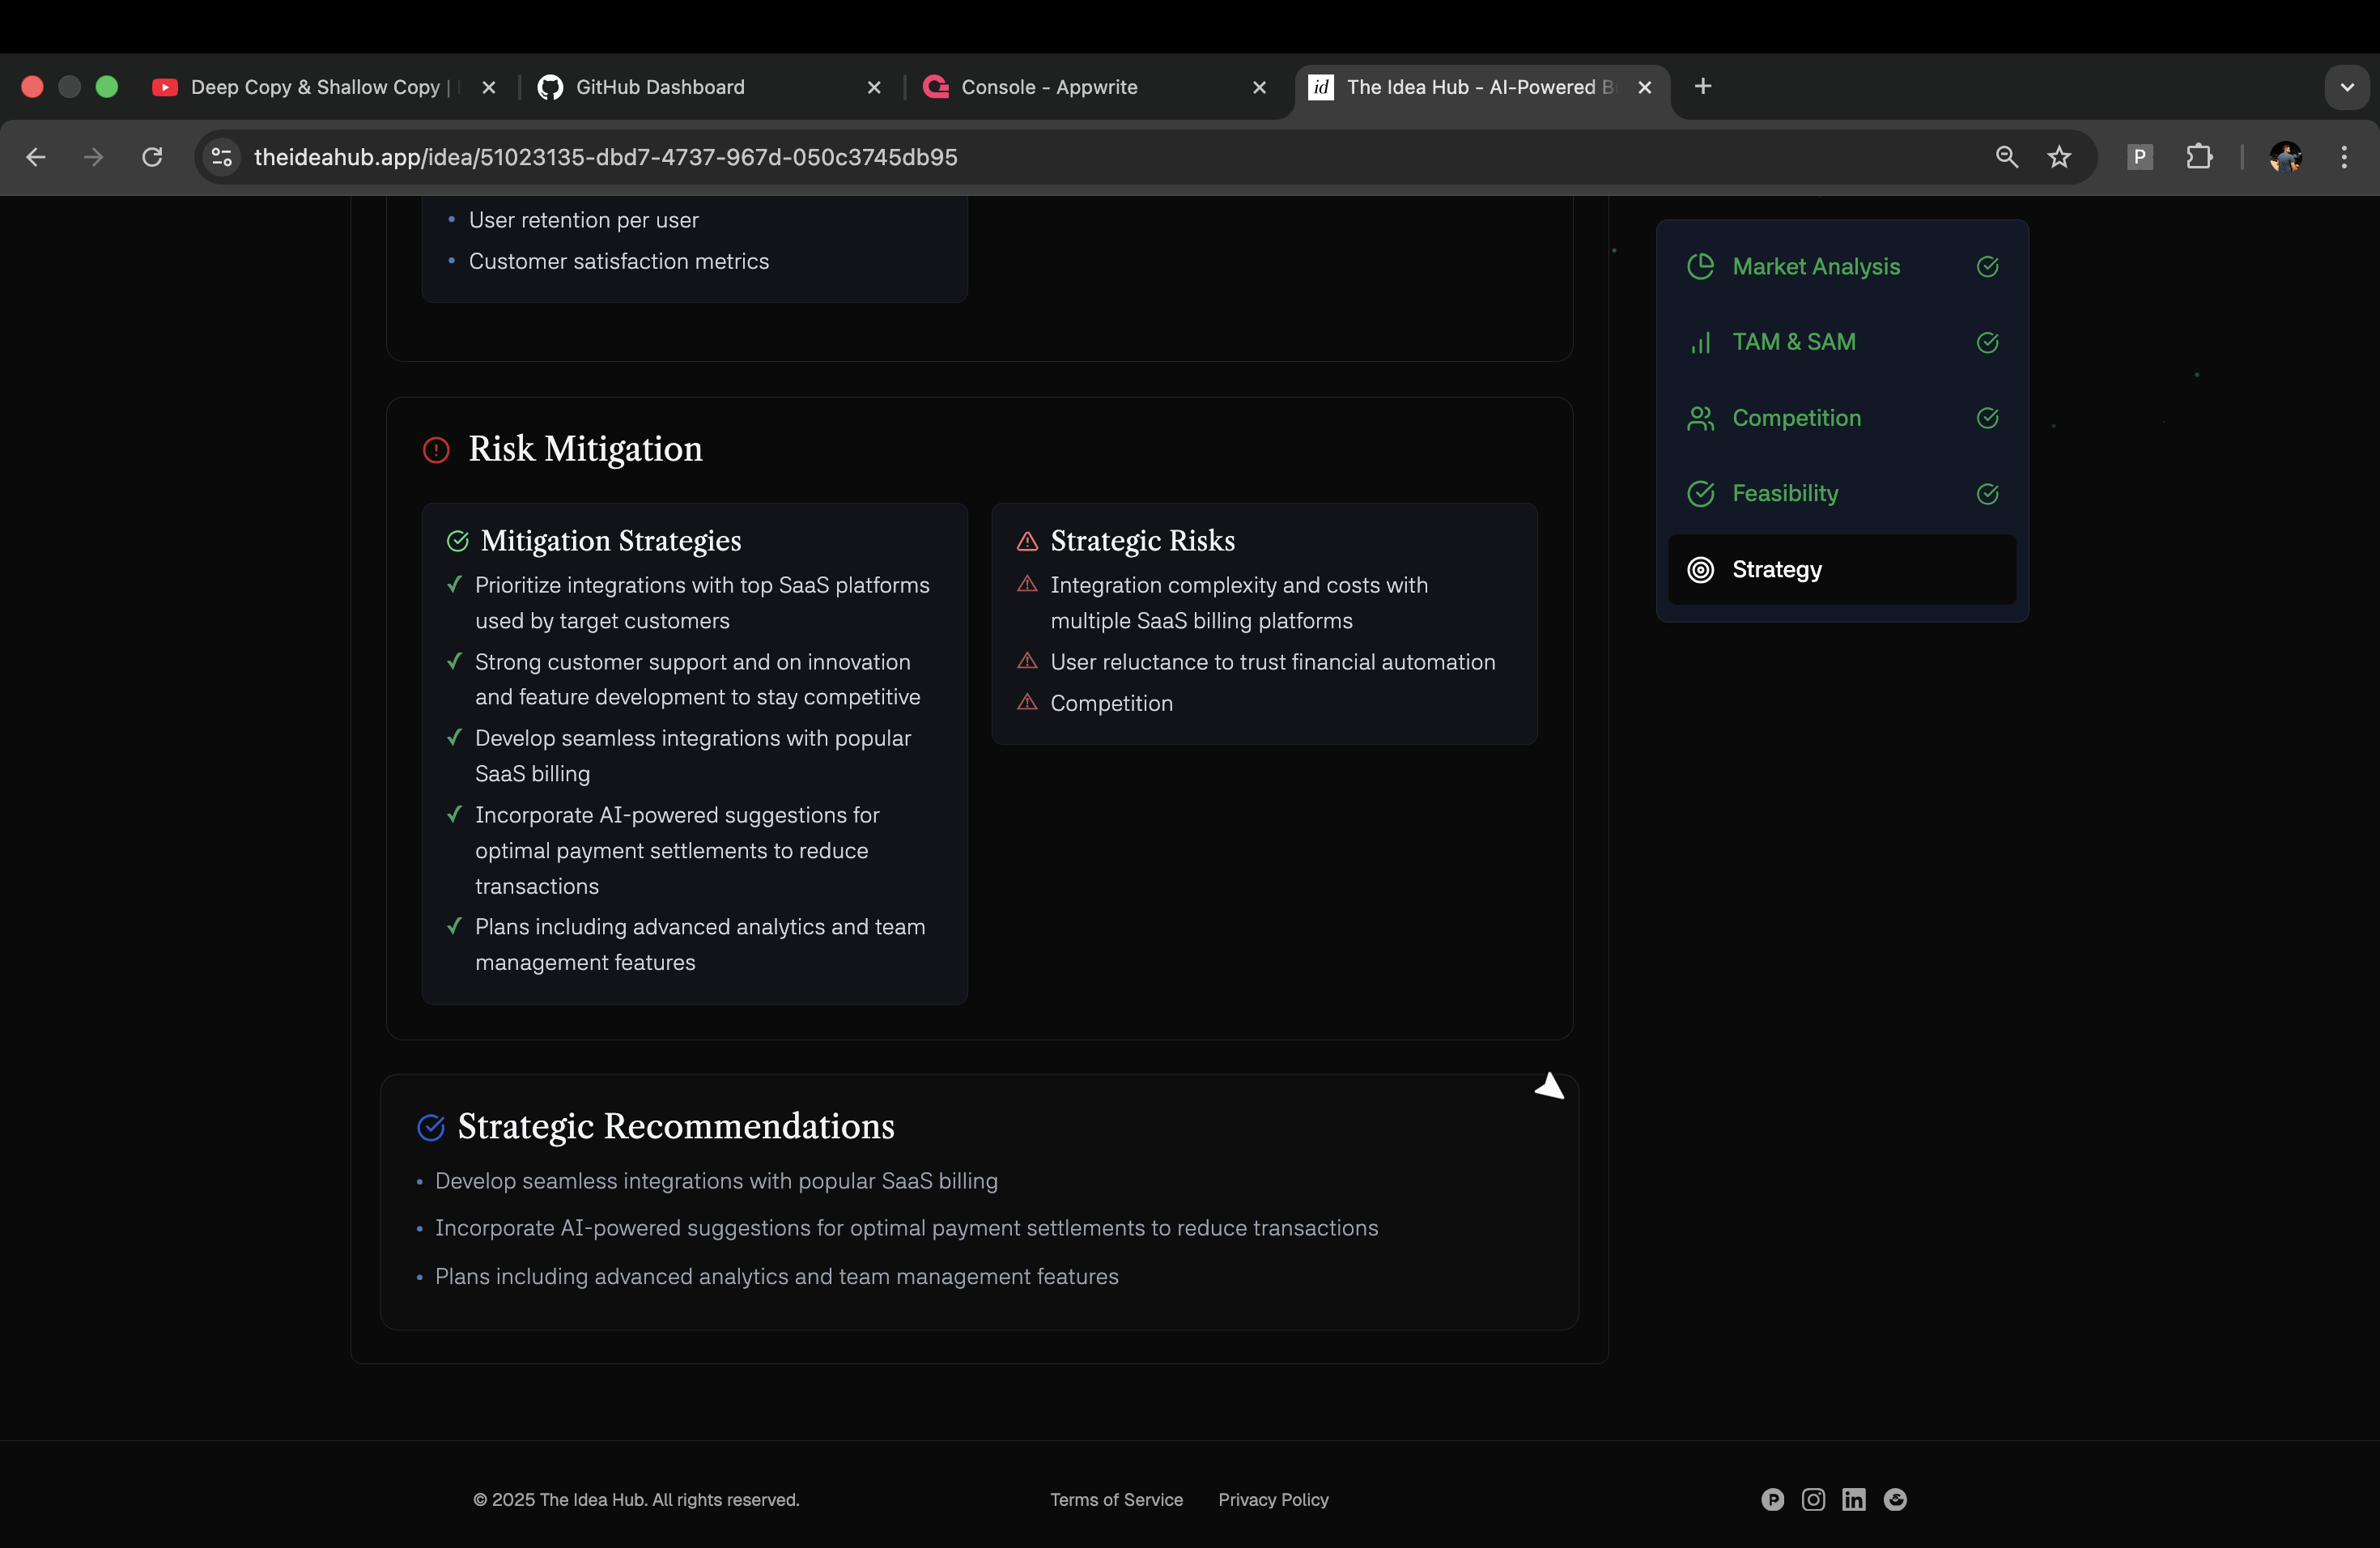 Deep Copy & Shallow Copy |
GitHub Dashboard
Console - Appwrite
id
The Idea Hub - AI-Powered B
theideahub.app/idea/51023135-dbd7-4737-967d-050c3745db95
P
• User retention per user
• Customer satisfaction metrics
Risk Mitigation
Mitigation Strategies
Prioritize integrations with top SaaS platforms
used by target customers
Strong customer support and on innovation
and feature development to stay competitive
Develop seamless integrations with popular
SaaS billing
Incorporate AI-powered suggestions for
optimal payment settlements to reduce
transactions
Plans including advanced analytics and team
management features
Strategic Risks
Integration complexity and costs with
multiple SaaS billing platforms
User reluctance to trust financial automation
Competition
Strategic Recommendations
• Develop seamless integrations with popular SaaS billing
• Incorporate AI-powered suggestions for optimal payment settlements to reduce transactions
• Plans including advanced analytics and team management features
Market Analysis
TAM & SAM
Competition
Feasibility
Strategy
© 2025 The Idea Hub. All rights reserved.
Terms of Service
Privacy Policy